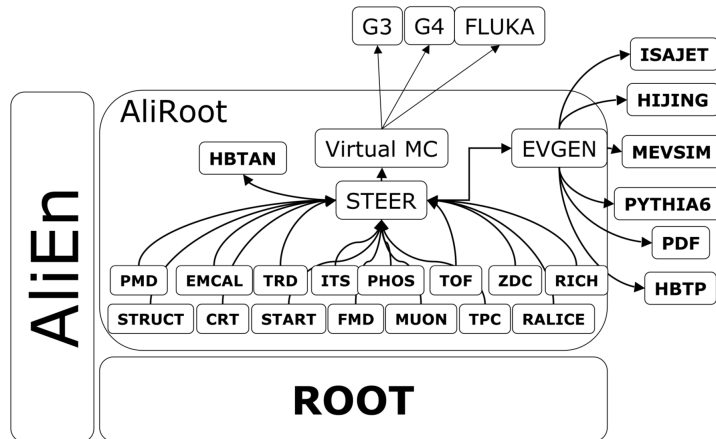 G3 G4 FLUKA
ISAJET
HIJING
AliRoot
Virtual MC
EVGEN
MEVSIM
HBTAN
STEER
PYTHIA6
PDF
PMD EMCAL TRD ITS PHOS TOF ZDC RICH
HBTP
STRUCT CRT START FMD MUON TPC RALICE
AliEn
ROOT